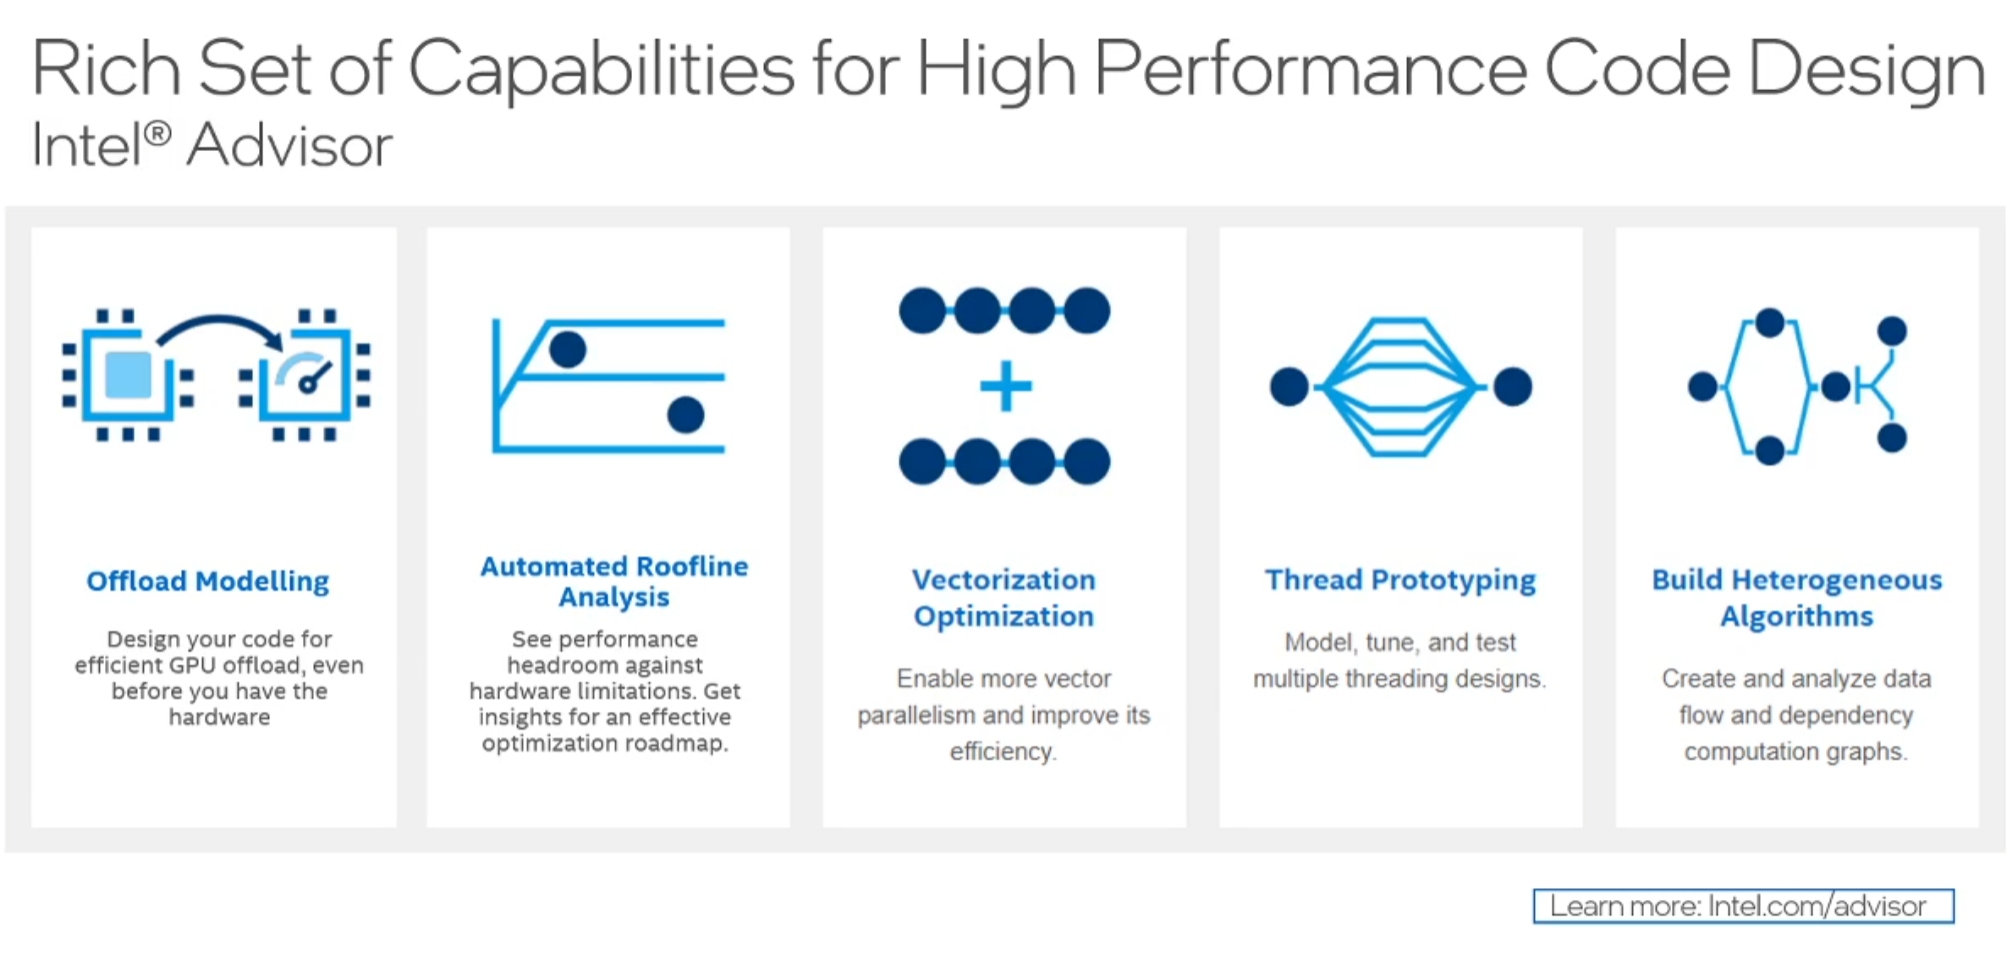 Rich Set of Capabilities for High Performance Code Design
Intel® Advisor
Offload Modelling
Design your code for
efficient GPU offload, even
before you have the
hardware
Automated Roofline
Analysis
See performance
headroom against
hardware limitations. Get
insights for an effective
optimization roadmap.
Vectorization
Optimization
Enable more vector
parallelism and improve its
efficiency.
Thread Prototyping
Model, tune, and test
multiple threading designs.
Build Heterogeneous
Algorithms
Create and analyze data
flow and dependency
computation graphs.
Learn more: Intel.com/advisor